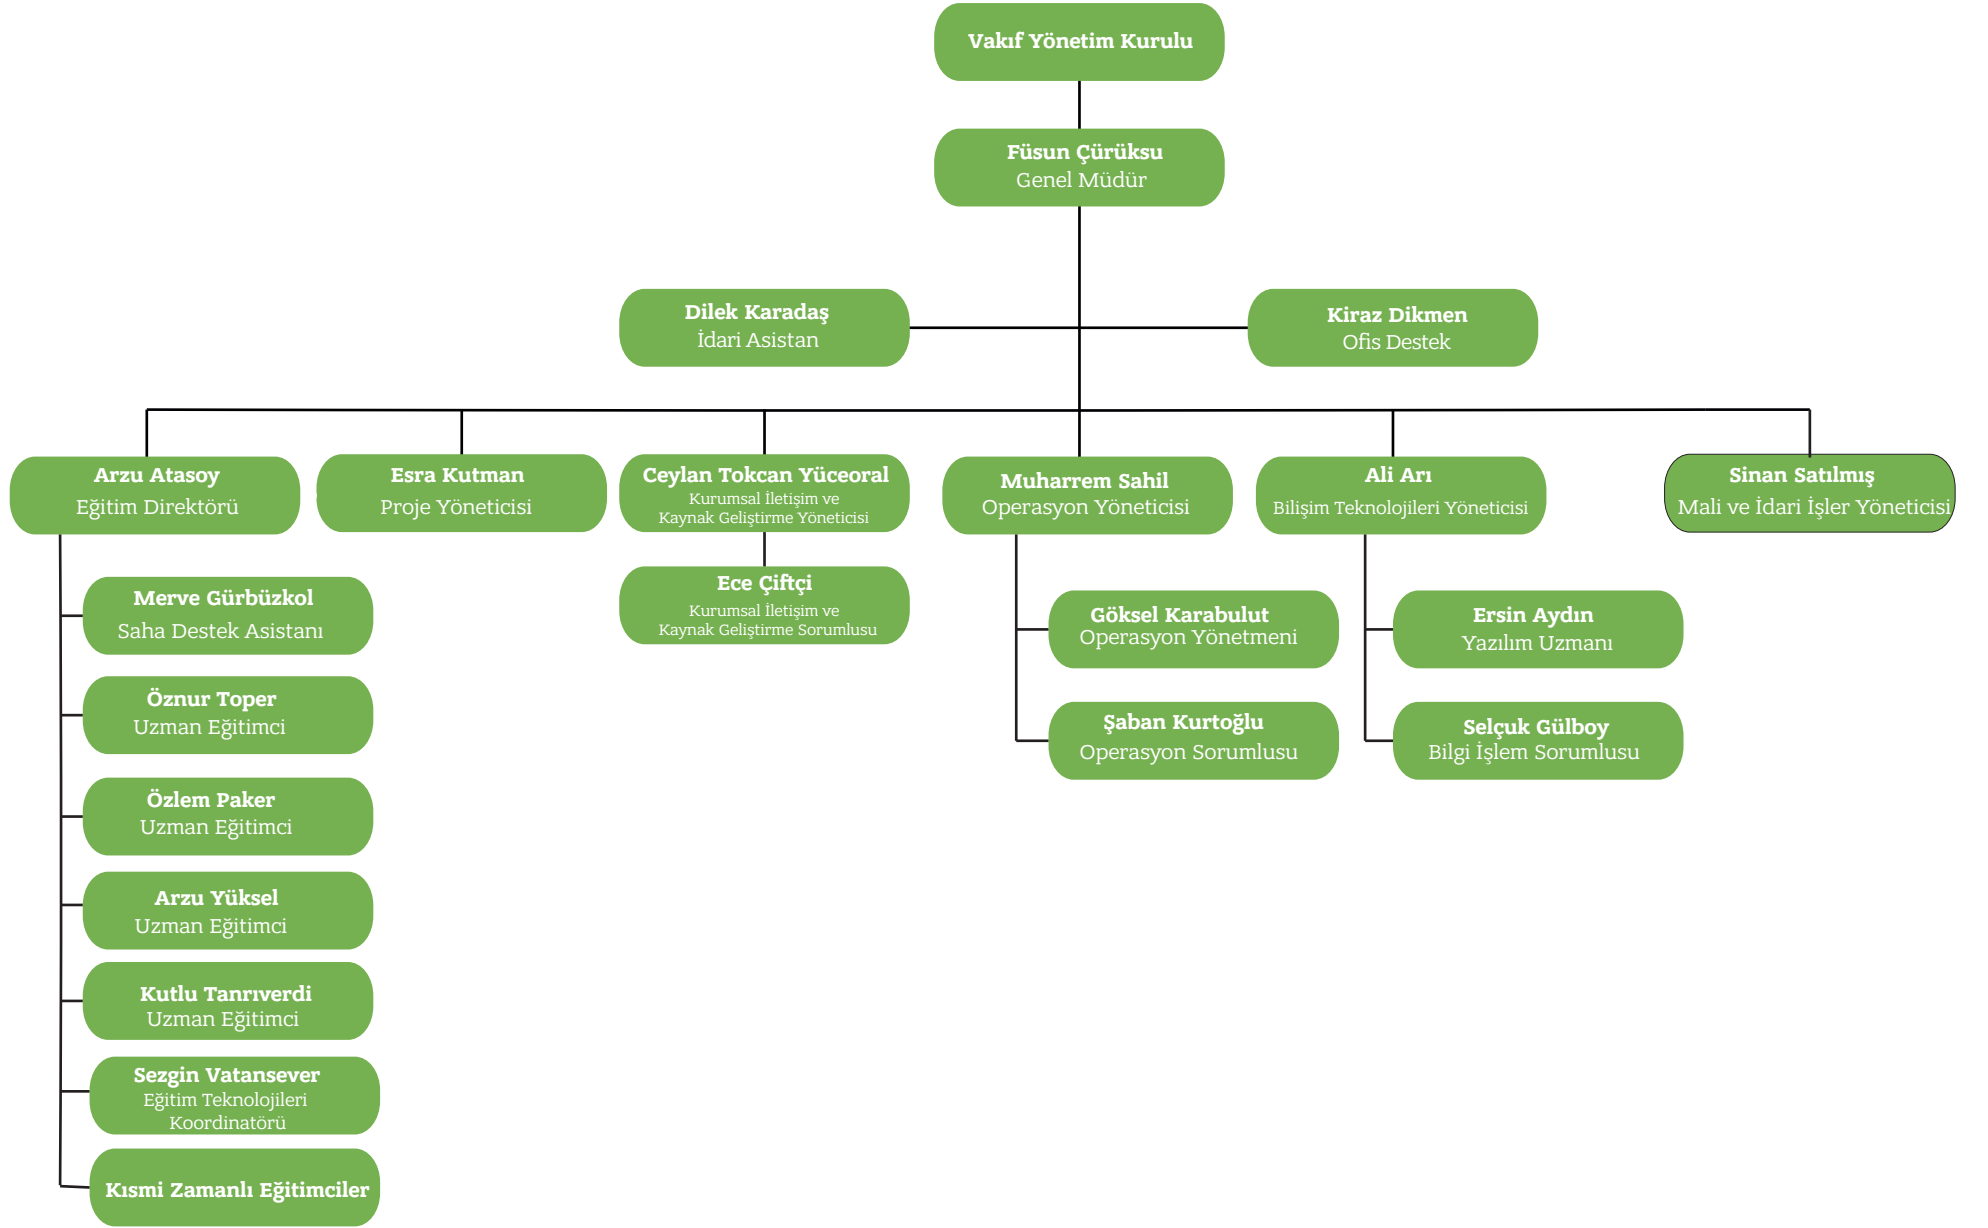 Vakıf Yönetim Kurulu
Füsun Çürüksu
Genel Müdür
Dilek Karadaş
İdari Asistan
Kiraz Dikmen
Ofis Destek
Arzu Atasoy
Eğitim Direktörü
Esra Kutman
Proje Yöneticisi
Ceylan Tokcan Yüceoral
Kurumsal İletişim ve
Kaynak Geliştirme Yöneticisi
Muharrem Sahil
Operasyon Yöneticisi
Ali Arı
Bilişim Teknolojileri Yöneticisi
Sinan Satılmış
Mali ve İdari İşler Yöneticisi
Merve Gürbüzkol
Saha Destek Asistanı
Öznur Toper
Uzman Eğitimci
Özlem Paker
Uzman Eğitimci
Arzu Yüksel
Uzman Eğitimci
Kutlu Tanrıverdi
Uzman Eğitimci
Sezgin Vatansever
Eğitim Teknolojileri
Koordinatörü
Kısmi Zamanlı Eğitimciler
Ece Çiftçi
Kurumsal İletişim ve
Kaynak Geliştirme Sorumlusu
Göksel Karabulut
Operasyon Yönetmeni
Şaban Kurtoğlu
Operasyon Sorumlusu
Ersin Aydın
Yazılım Uzmanı
Selçuk Gülboy
Bilgi İşlem Sorumlusu